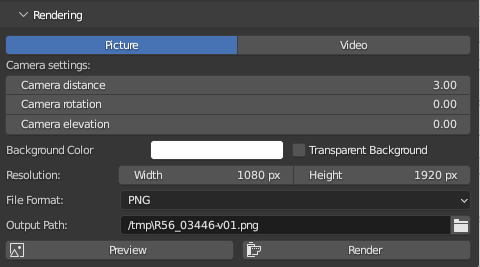 Rendering
Picture Video
Camera settings:
Camera distance 3.00
Camera rotation 0.00
Camera elevation 0.00
Background Color Transparent Background
Resolution: Width 1080 px Height 1920 px
File Format: PNG
Output Path: /tmp\R56_03446-v01.png
Preview Render